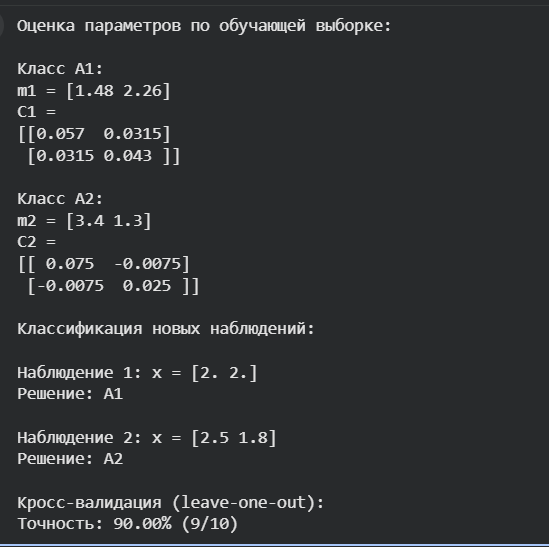 Оценка параметров по обучающей выборке:
Класс A1:
m1 = [1.48 2.26]
C1 =
[[0.057  0.0315]
 [0.0315 0.043 ]]
Класс A2:
m2 = [3.4 1.3]
C2 =
[[ 0.075  -0.0075]
 [-0.0075  0.025 ]]
Классификация новых наблюдений:
Наблюдение 1: x = [2. 2.]
Решение: A1
Наблюдение 2: x = [2.5 1.8]
Решение: A2
Кросс-валидация (leave-one-out):
Точность: 90.00% (9/10)